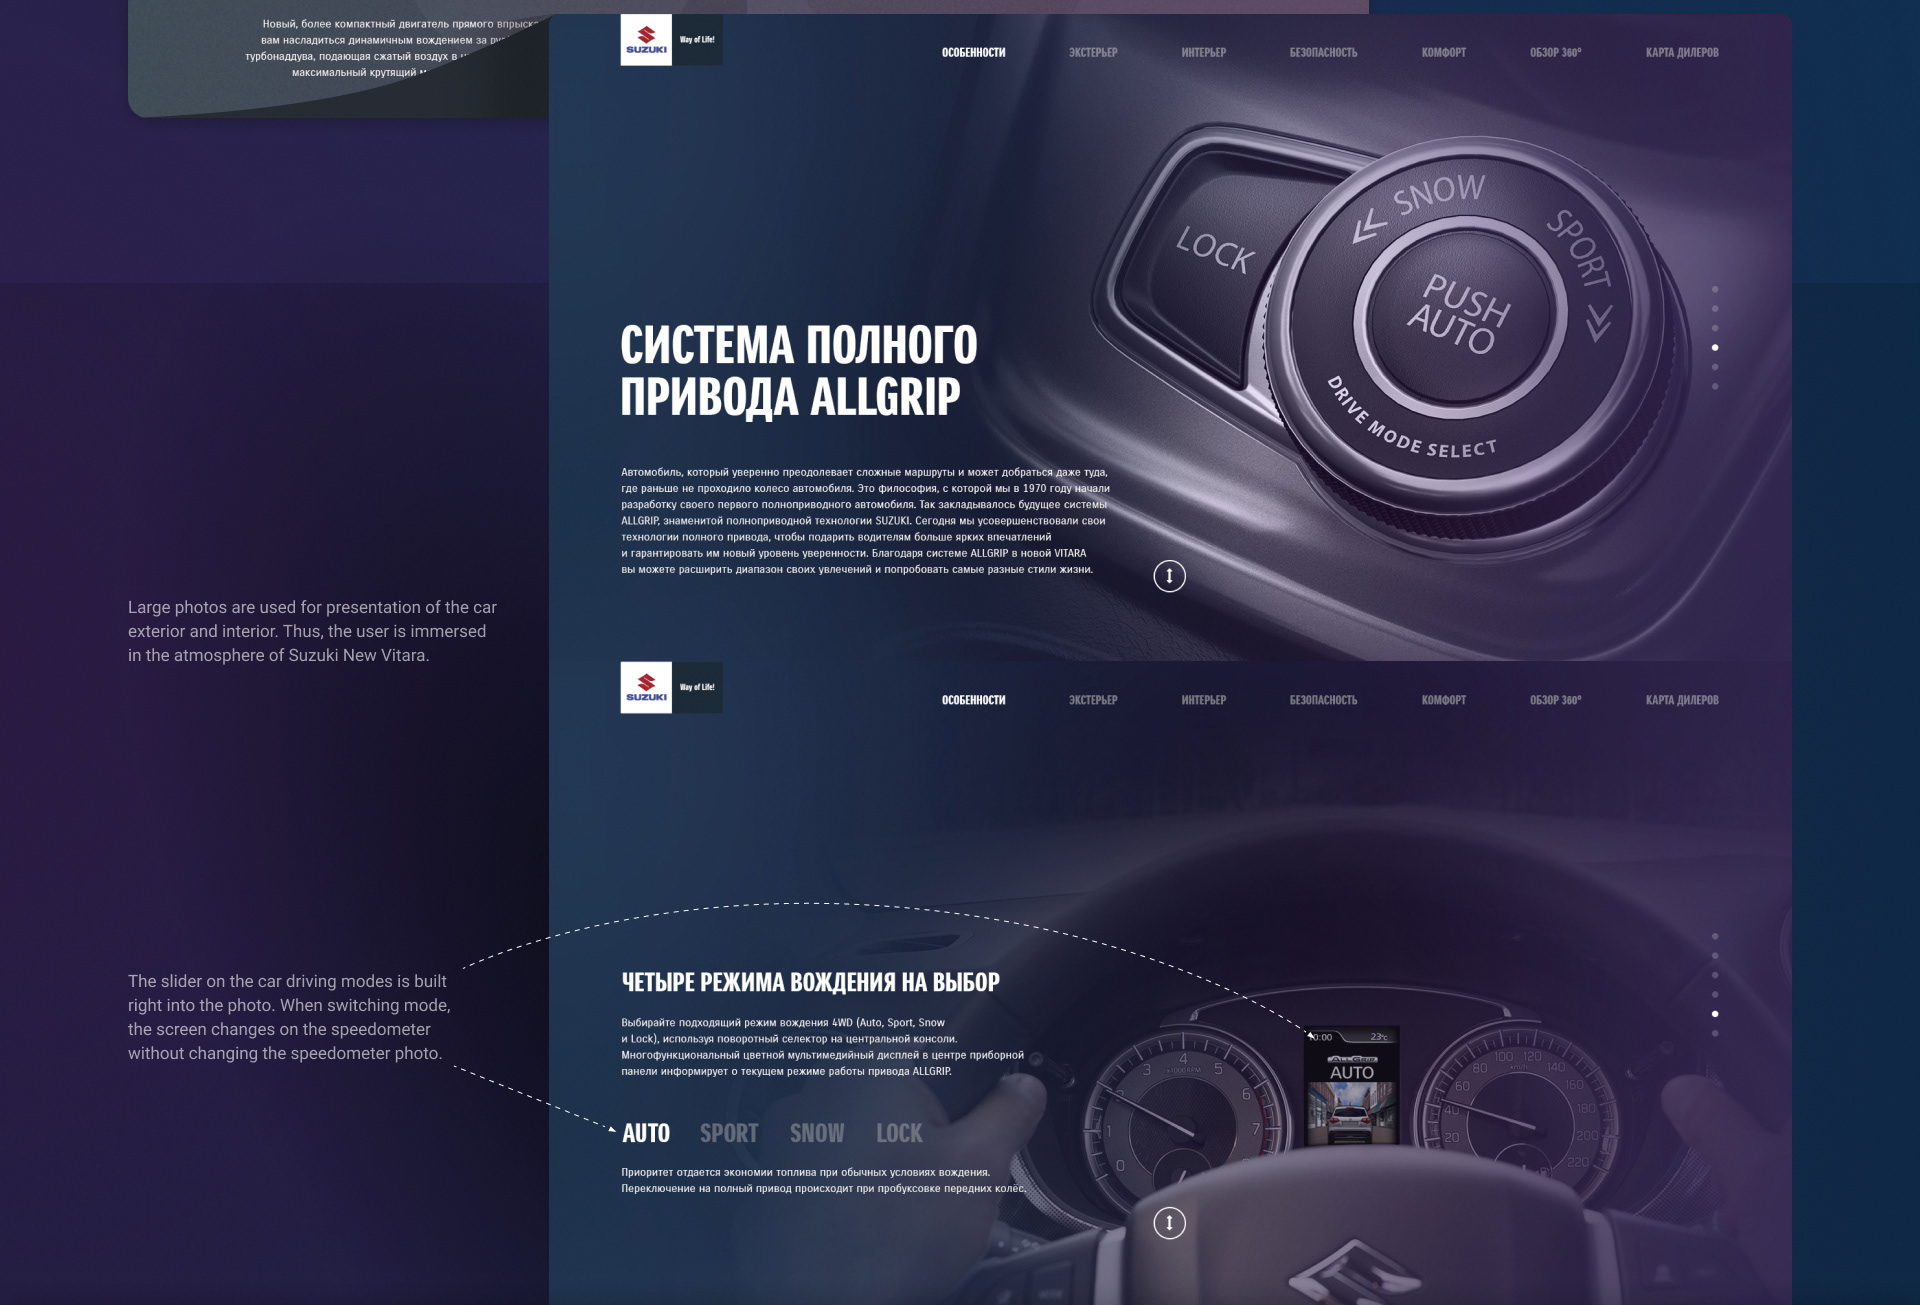 Новый, более компактный двигатель прямого впрыска
вам насладиться динамичным вождением за
турбонаддува, подающая сжатый воздух в
максимальный крутящий
SUZUKI
Way of Life!
ОСОБЕННОСТИ
ЭКСТЕРЬЕР
ИНТЕРЬЕР
БЕЗОПАСНОСТЬ
КОМФОРТ
ОБЗОР 360°
КАРТА ДИЛЕРОВ
SNOW
SPORT
LOCK
PUSH
AUTO
DRIVE MODE SELECT
СИСТЕМА ПОЛНОГО
ПРИВОДА ALLGRIP
Автомобиль, который уверенно преодолевает сложные маршруты и может добраться даже туда,
где раньше не проходило колесо автомобиля. Это философия, с которой мы в 1970 году начали
разработку своего первого полноприводного автомобиля. Так закладывалось будущее системы
ALLGRIP, знаменитой полноприводной технологии SUZUKI. Сегодня мы усовершенствовали свои
технологии полного привода, чтобы подарить водителям больше ярких впечатлений
и гарантировать им новый уровень уверенности. Благодаря системе ALLGRIP в новой VITARA
вы можете расширить диапазон своих увлечений и попробовать самые разные стили жизни.
Large photos are used for presentation of the car
exterior and interior. Thus, the user is immersed
in the atmosphere of Suzuki New Vitara.
SUZUKI
Way of Life!
ОСОБЕННОСТИ
ЭКСТЕРЬЕР
ИНТЕРЬЕР
БЕЗОПАСНОСТЬ
КОМФОРТ
ОБЗОР 360°
КАРТА ДИЛЕРОВ
The slider on the car driving modes is built
right into the photo. When switching mode,
the screen changes on the speedometer
without changing the speedometer photo.
ЧЕТЫРЕ РЕЖИМА ВОЖДЕНИЯ НА ВЫБОР
Выбирайте подходящий режим вождения 4WD (Auto, Sport, Snow
и Lock), используя поворотный селектор на центральной консоли.
Многофункциональный цветной мультимедийный дисплей в центре приборной
панели информирует о текущем режиме работы привода ALLGRIP.
AUTO
SPORT
SNOW
LOCK
Приоритет отдается экономии топлива при обычных условиях вождения.
Переключение на полный привод происходит при пробуксовке передних колёс.
0
1
3
4
5
6
7
x1000 RPM
23°C
ALLGRIP
AUTO
20
40
60
80
100
120
140
160
180
200
220
km/h